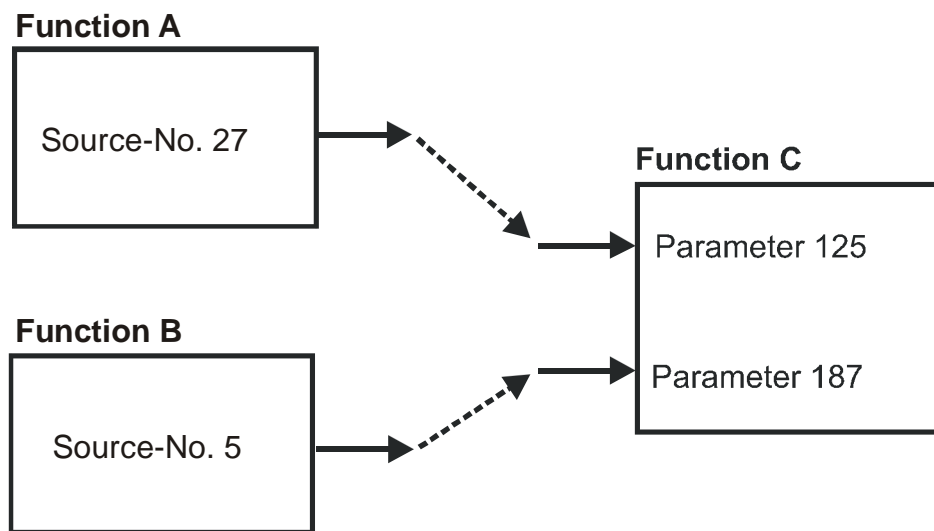 Function A
Source-No. 27
Function C
Parameter 125
Parameter 187
Function B
Source-No. 5